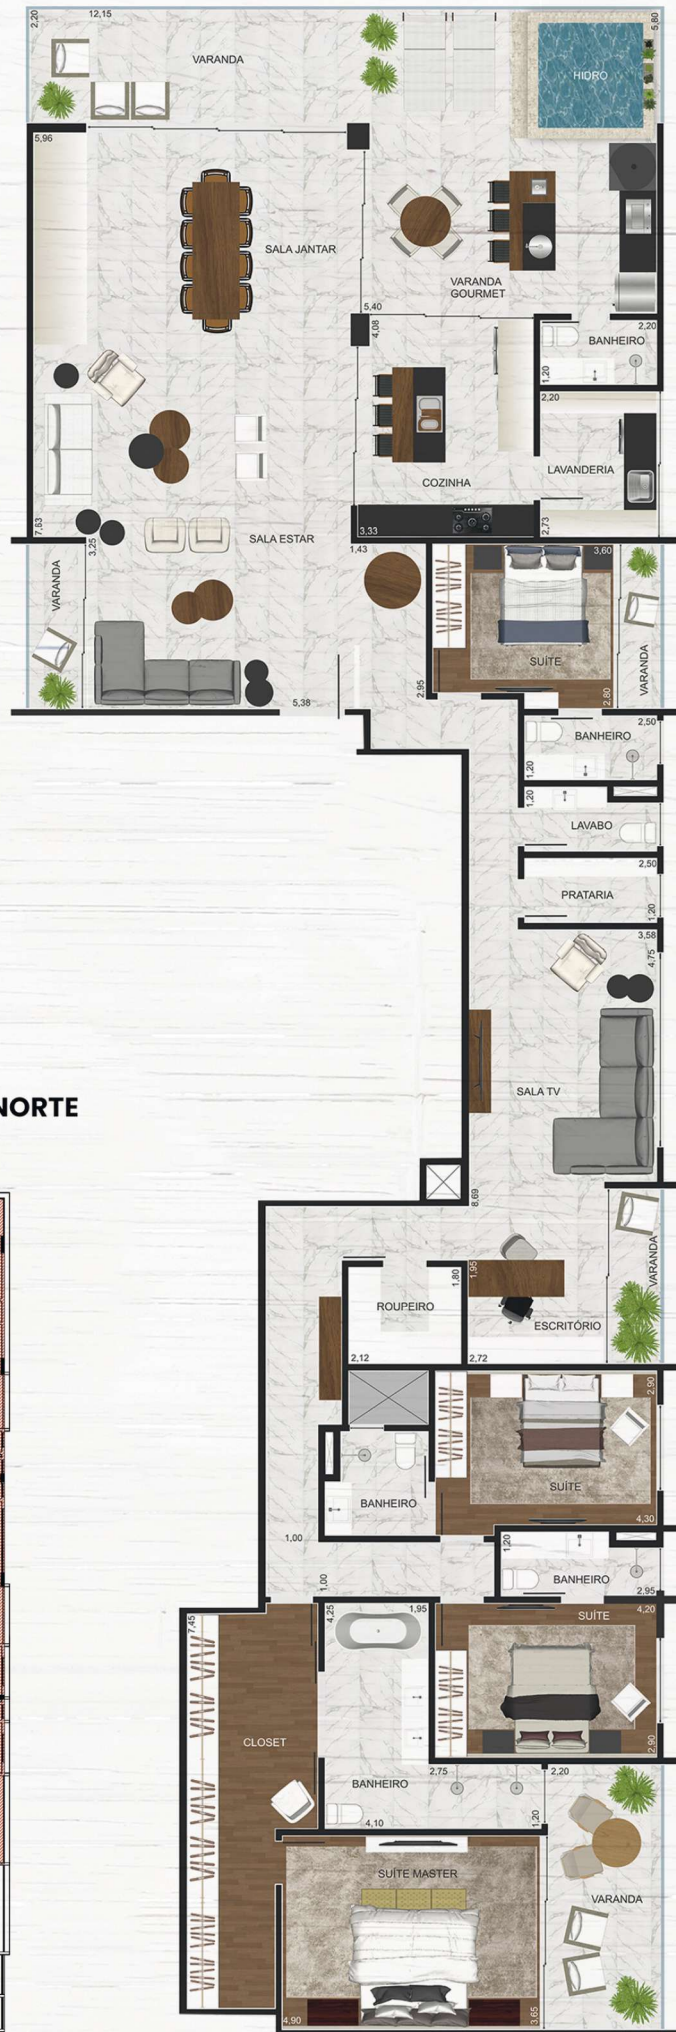 2,20
12,15
5,80
VARANDA
HIDRO
5,96
SALA JANTAR
VARANDA
GOURMET
5,40
4,08
2,20
BANHEIRO
1,20
2,20
COZINHA
LAVANDERIA
7,63
3,33
2,73
SALA ESTAR
3,25
1,43
3,60
VARANDA
SUÍTE
VARANDA
2,95
2,80
5,38
2,50
BANHEIRO
1,20
1,20
LAVABO
2,50
PRATARIA
1,20
3,58
4,75
SALA TV
NORTE
8,69
VARANDA
1,80
1,95
ROUPEIRO
ESCRITÓRIO
2,12
2,72
2,90
SUÍTE
BANHEIRO
4,30
1,00
1,20
BANHEIRO
1,00
2,95
4,25
1,95
4,20
SUÍTE
7,45
CLOSET
2,90
BANHEIRO
2,75
2,20
4,10
1,20
SUÍTE MASTER
VARANDA
4,90
3,65